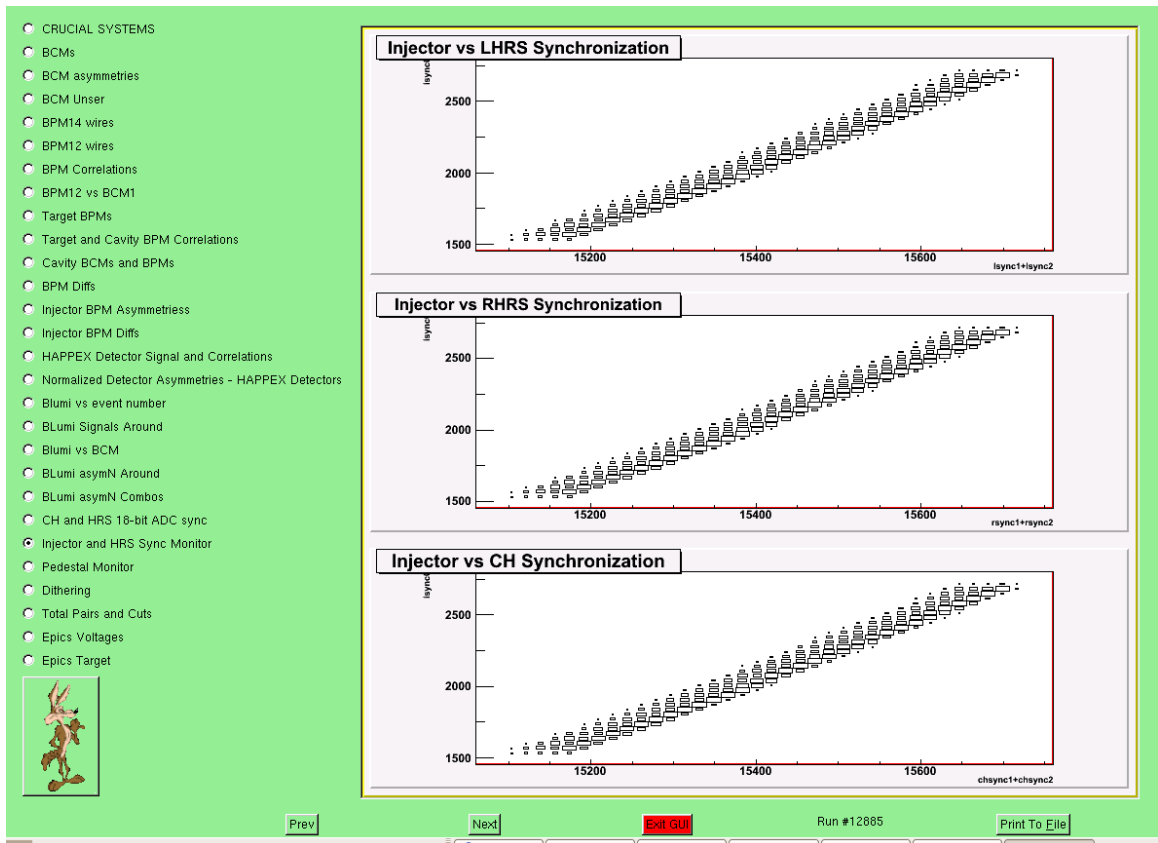 CRUCIAL SYSTEMS
BCMs
BCM asymmetries
BCM Unser
BPM14 wires
BPM12 wires
BPM Correlations
BPM12 vs BCM1
Target BPMs
Target and Cavity BPM Correlations
Cavity BCMs and BPMs
BPM Diffs
Injector BPM Asymmetriess
Injector BPM Diffs
HAPPEX Detector Signal and Correlations
Normalized Detector Asymmetries - HAPPEX Detectors
Blumi vs event number
BLumi Signals Around
Blumi vs BCM
BLumi asymN Around
BLumi asymN Combos
CH and HRS 18-bit ADC sync
Injector and HRS Sync Monitor
Pedestal Monitor
Dithering
Total Pairs and Cuts
Epics Voltages
Epics Target
Injector vs LHRS Synchronization
2500
2000
1500
15200 15400 15600
lsync1+lsync2
Injector vs RHRS Synchronization
2500
2000
1500
15200 15400 15600
rsync1+rsync2
Injector vs CH Synchronization
2500
2000
1500
15200 15400 15600
chsync1+chsync2
Prev Next Exit GUI Run #12885 Print To File